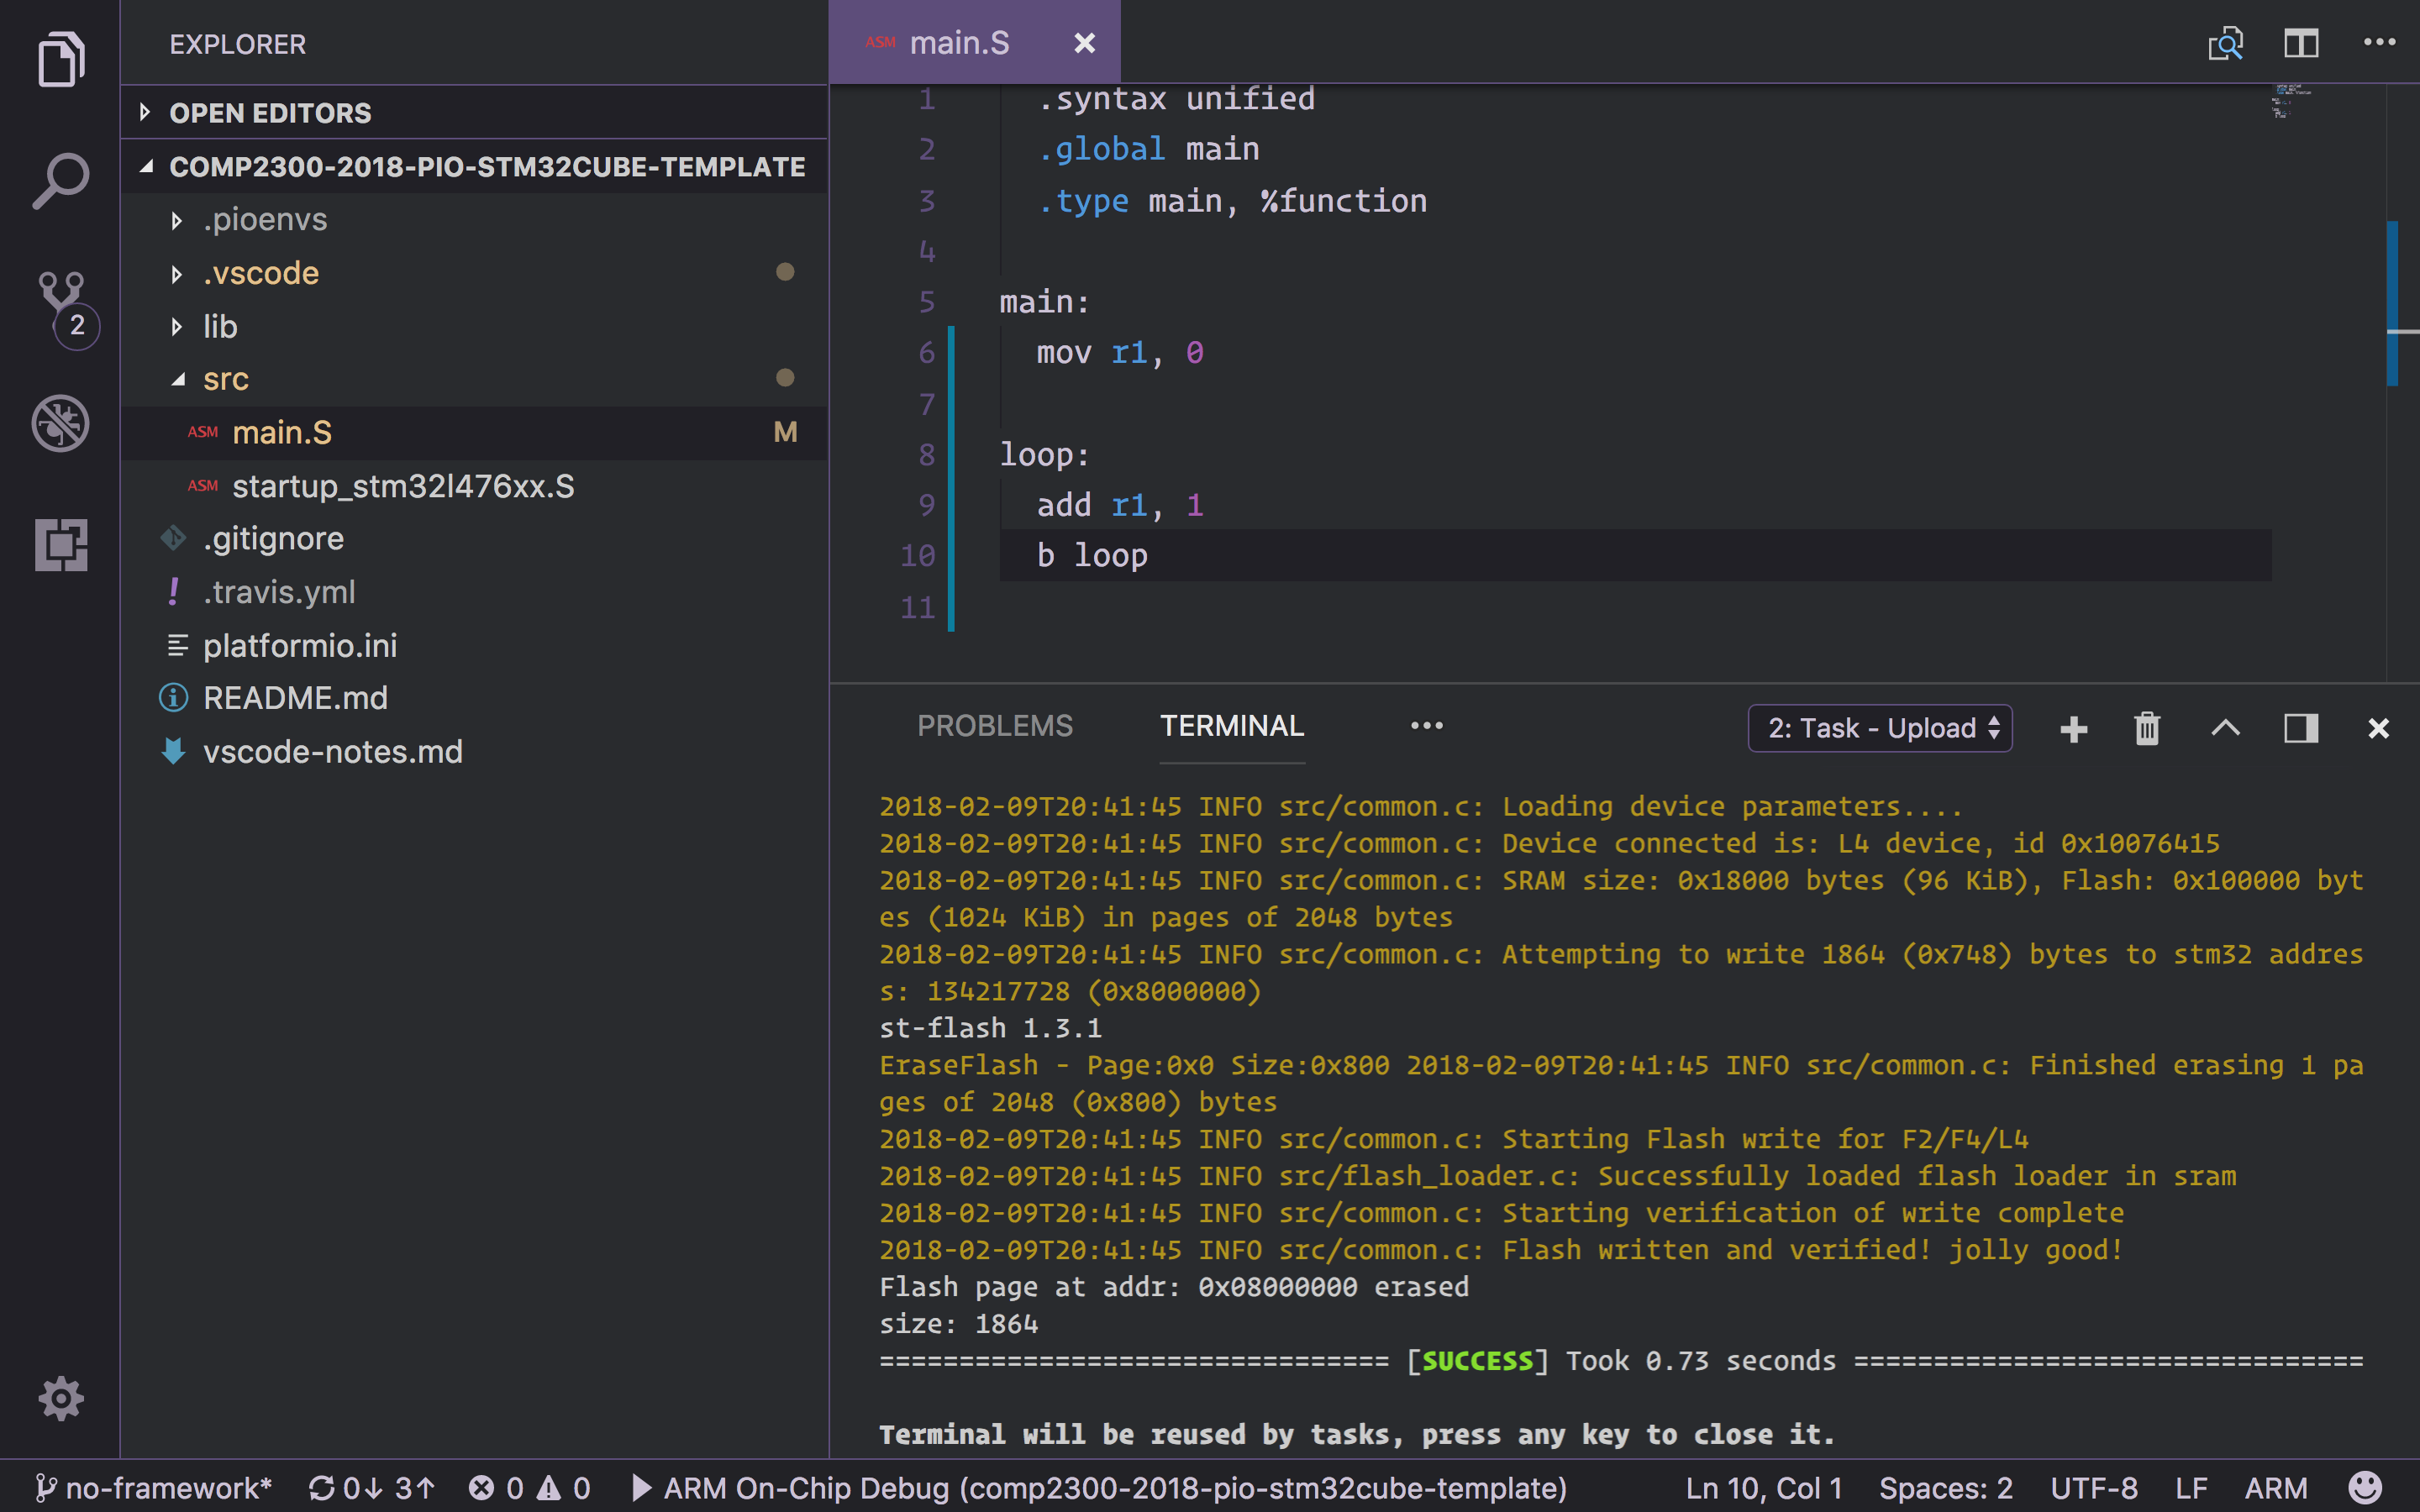 EXPLORER
OPEN EDITORS
COMP2300-2018-PIO-STM32CUBE-TEMPLATE
.pioenvs
.vscode
lib
src
ASM main.S M
ASM startup_stm32l476xx.S
.gitignore
! .travis.yml
platformio.ini
README.md
vscode-notes.md
2
ASM main.S
1 .syntax unified
2 .global main
3 .type main, %function
4
5 main:
6 mov r1, 0
7
8 loop:
9 add r1, 1
10 b loop
11
PROBLEMS TERMINAL ••• 2: Task - Upload
2018-02-09T20:41:45 INFO src/common.c: Loading device parameters....
2018-02-09T20:41:45 INFO src/common.c: Device connected is: L4 device, id 0x10076415
2018-02-09T20:41:45 INFO src/common.c: SRAM size: 0x18000 bytes (96 KiB), Flash: 0x100000 byt
es (1024 KiB) in pages of 2048 bytes
2018-02-09T20:41:45 INFO src/common.c: Attempting to write 1864 (0x748) bytes to stm32 addres
s: 134217728 (0x8000000)
st-flash 1.3.1
EraseFlash - Page:0x0 Size:0x800 2018-02-09T20:41:45 INFO src/common.c: Finished erasing 1 pa
ges of 2048 (0x800) bytes
2018-02-09T20:41:45 INFO src/common.c: Starting Flash write for F2/F4/L4
2018-02-09T20:41:45 INFO src/flash_loader.c: Successfully loaded flash loader in sram
2018-02-09T20:41:45 INFO src/common.c: Starting verification of write complete
2018-02-09T20:41:45 INFO src/common.c: Flash written and verified! jolly good!
Flash page at addr: 0x08000000 erased
size: 1864
================================ [SUCCESS] Took 0.73 seconds ================================
Terminal will be reused by tasks, press any key to close it.
no-framework* 0↓ 3↑ 0 0 ARM On-Chip Debug (comp2300-2018-pio-stm32cube-template) Ln 10, Col 1 Spaces: 2 UTF-8 LF ARM